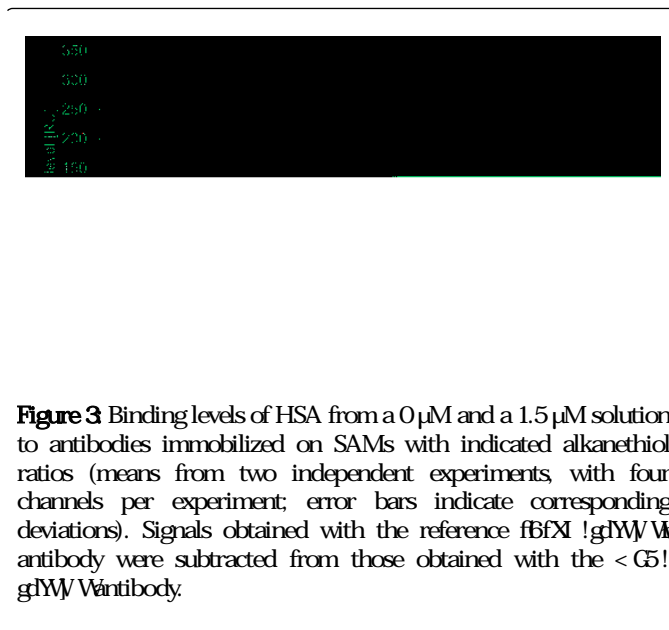 350
300
250
200
150
level [R
Figure 3: Binding levels of HSA from a 0 µM and a 1.5 µM solution
to antibodies immobilized on SAMs with indicated alkanethiol
ratios (means from two independent experiments, with four
channels per experiment; error bars indicate corresponding
deviations). Signals obtained with the reference
antibody were subtracted from those obtained with the
antibody.